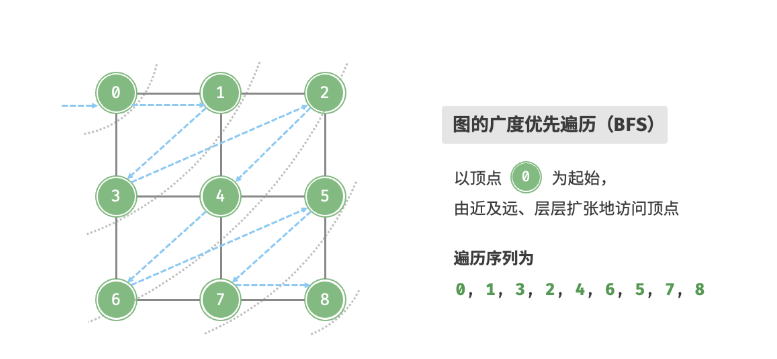 0 1 2
3 4 5
6 7 8
图的广度优先遍历（BFS）
以顶点 0 为起始，
由近及远、层层扩张地访问顶点
遍历序列为
0, 1, 3, 2, 4, 6, 5, 7, 8